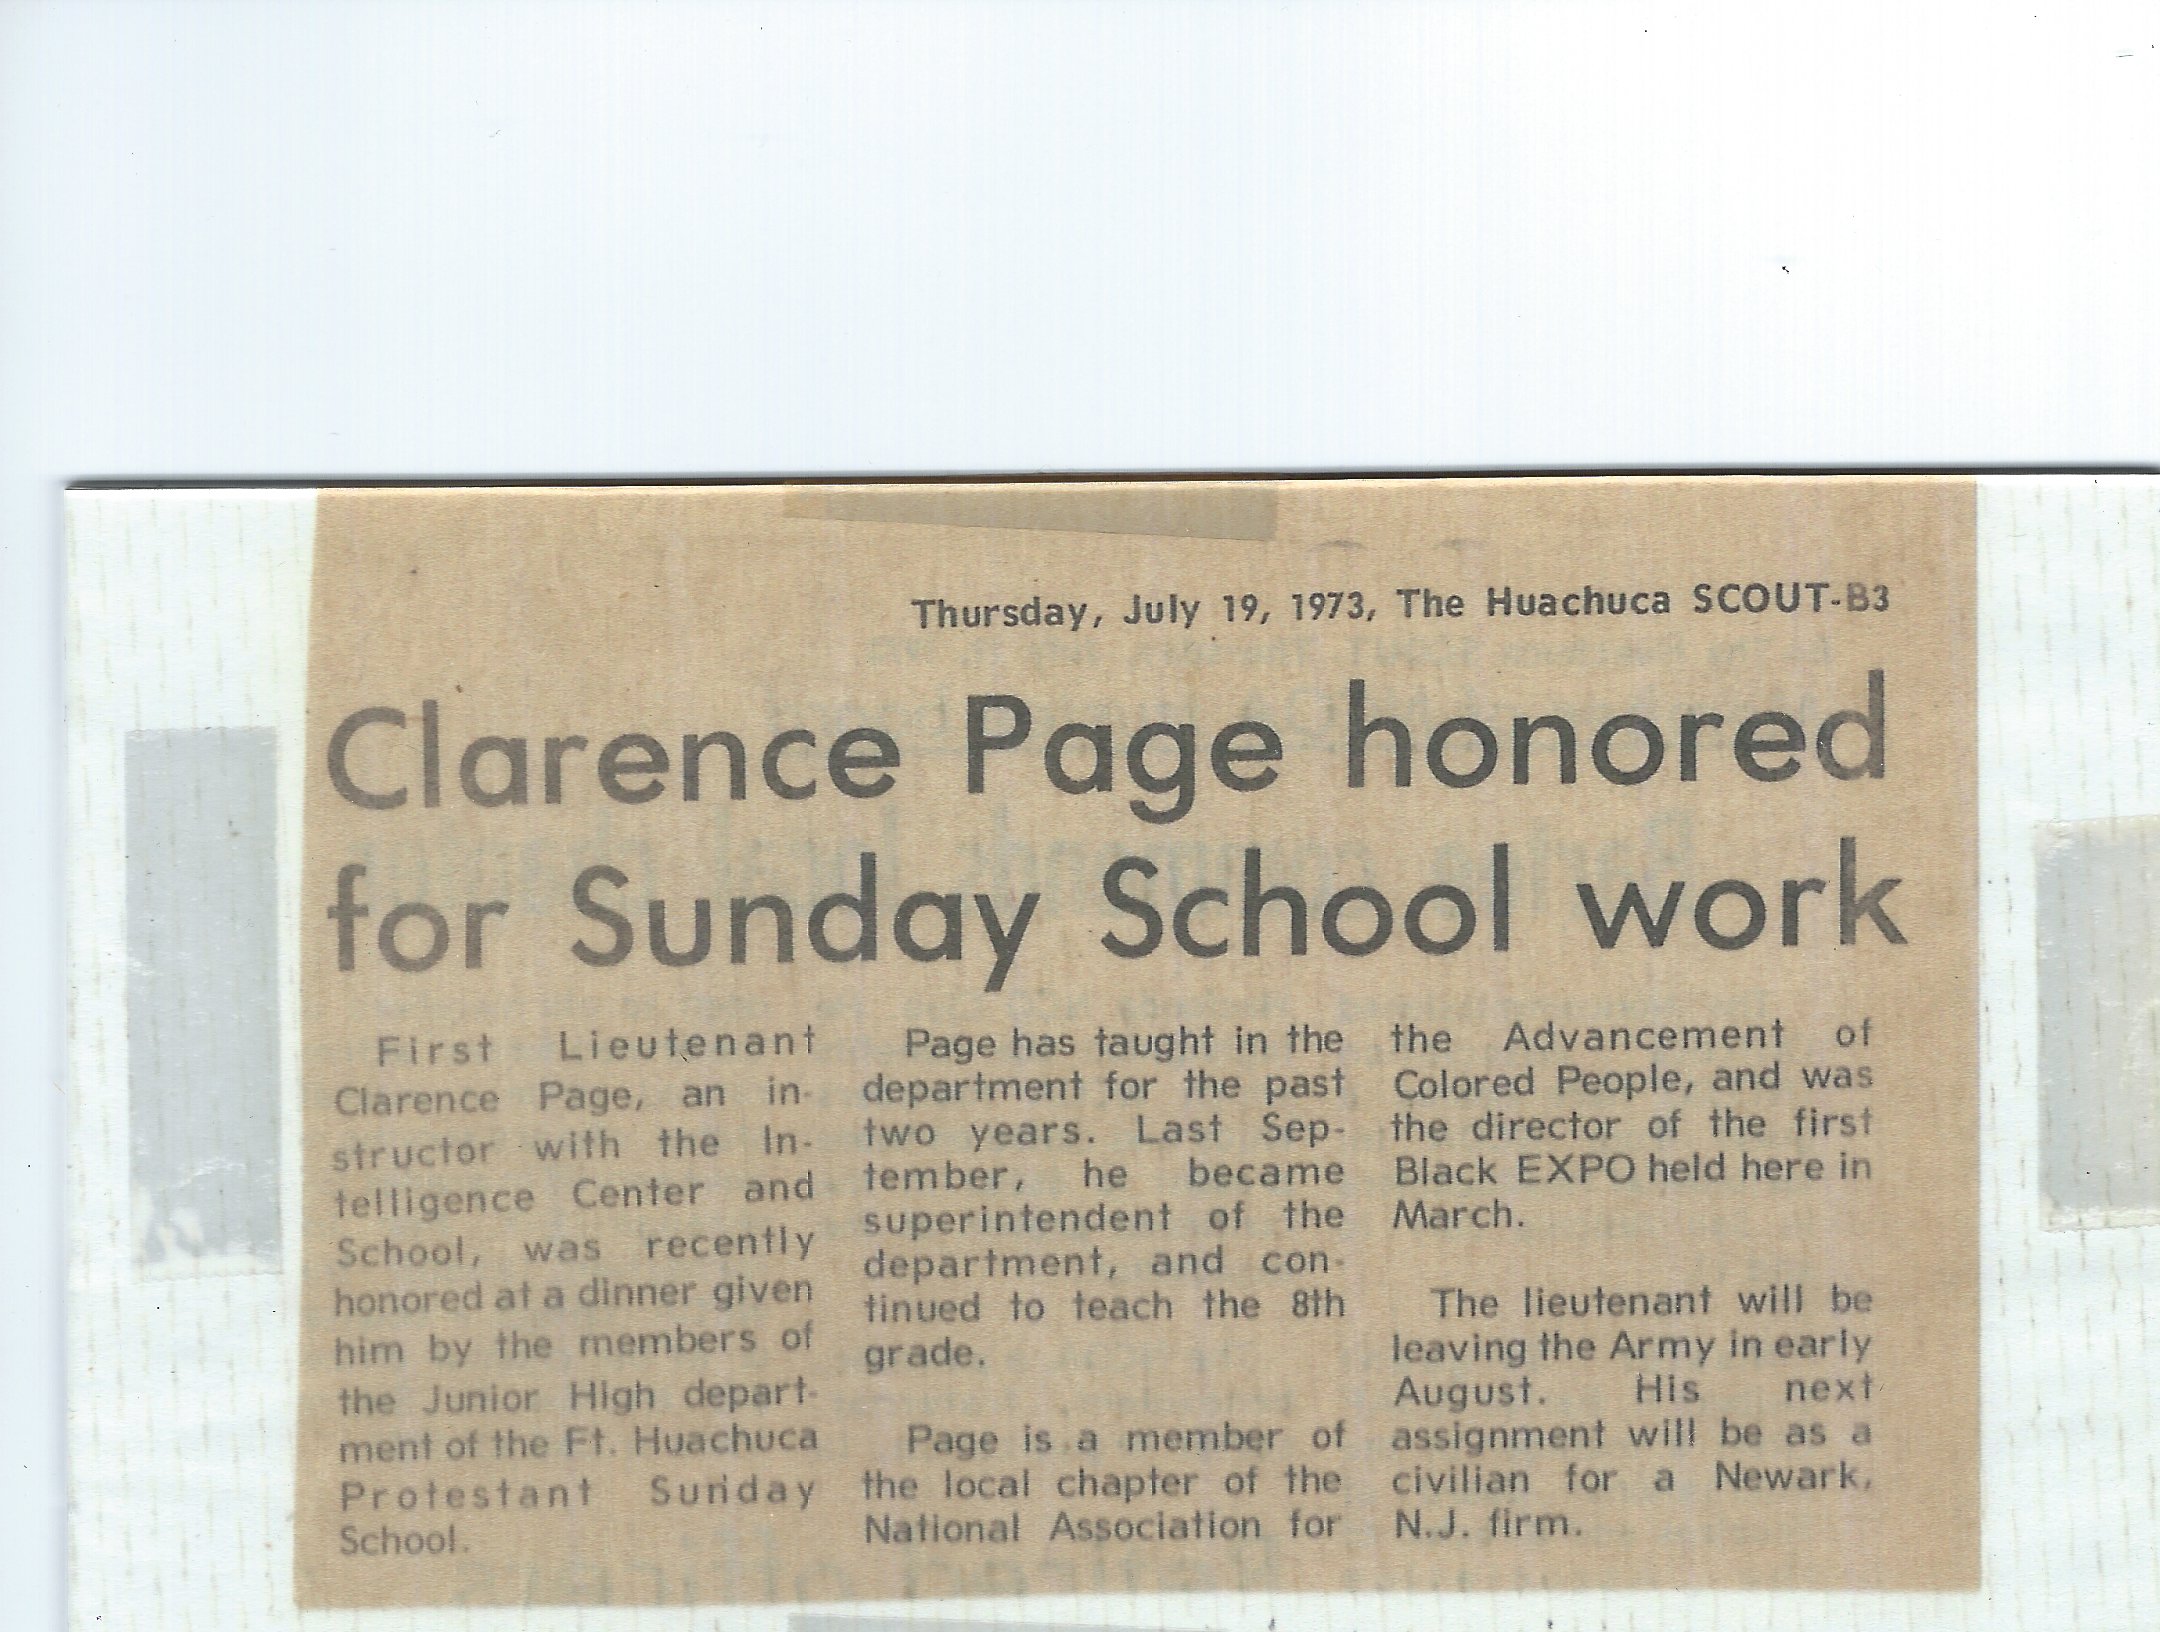 Thursday, July 19, 1973, The Huachuca SCOUT-B3
Clarence Page honored
for Sunday School work
First Lieutenant
Clarence Page, an in-
structor with the In-
telligence Center and
School, was recently
honored at a dinner given
him by the members of
the Junior High depart-
ment of the Ft. Huachuca
Protestant Sunday
School.
Page has taught in the
department for the past
two years. Last Sep-
tember, he became
superintendent of the
department, and con-
tinued to teach the 8th
grade.
Page is a member of
the local chapter of the
National Association for
the Advancement of
Colored People, and was
the director of the first
Black EXPO held here in
March.
The lieutenant will be
leaving the Army in early
August. His next
assignment will be as a
civilian for a Newark,
N.J. firm.